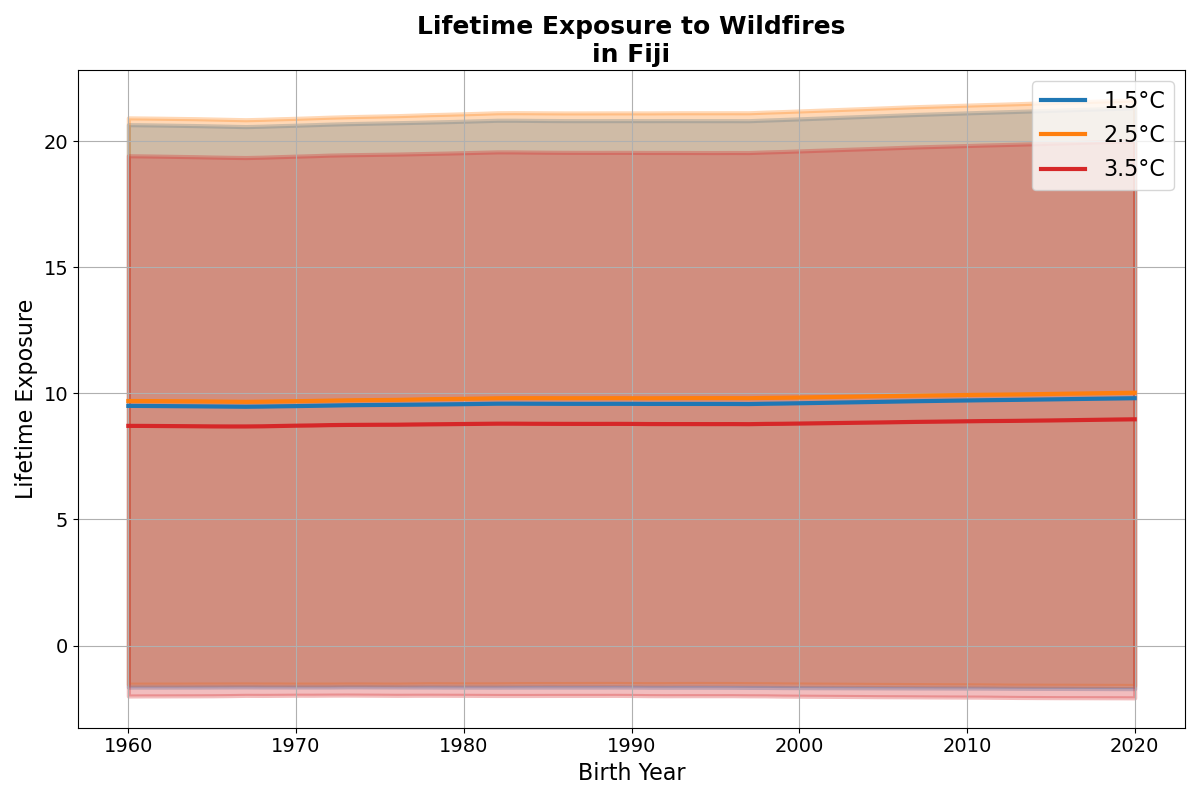 Lifetime Exposure to Wildfires
in Fiji
1.5°C
2.5°C
3.5°C
Lifetime Exposure
20
15
10
5
0
1960 1970 1980 1990 2000 2010 2020
Birth Year